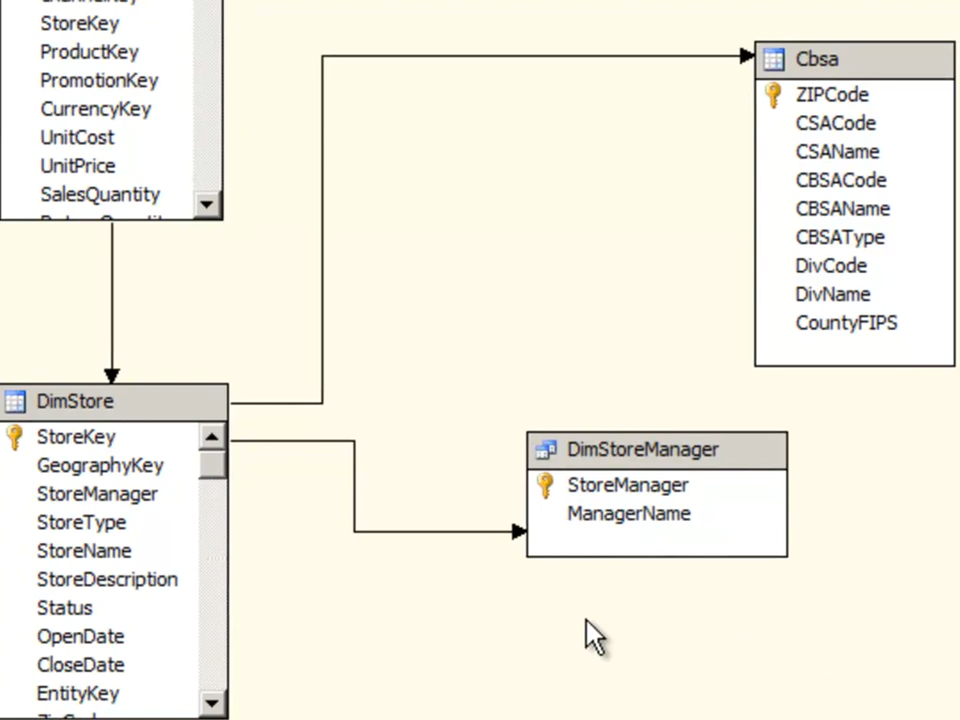 StoreKey
ProductKey
PromotionKey
CurrencyKey
UnitCost
UnitPrice
SalesQuantity
Cbsa
ZIPCode
CSACode
CSAName
CBSACode
CBSAName
CBSAType
DivCode
DivName
CountyFIPS
DimStore
StoreKey
GeographyKey
StoreManager
StoreType
StoreName
StoreDescription
Status
OpenDate
CloseDate
EntityKey
DimStoreManager
StoreManager
ManagerName